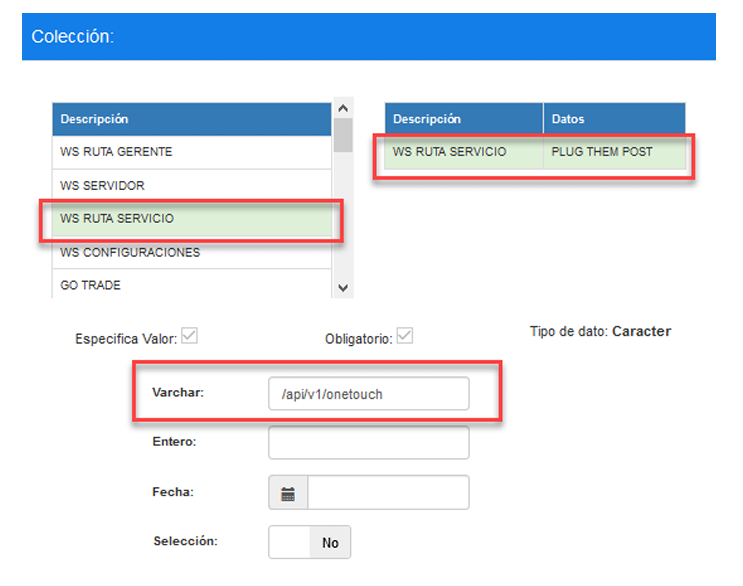 Colección:
Descripción
WS RUTA GERENTE
WS SERVIDOR
WS RUTA SERVICIO
WS CONFIGURACIONES
GO TRADE
Descripción Datos
WS RUTA SERVICIO PLUG THEM POST
Especifica Valor: Obligatorio: Tipo de dato: Caracter
Varchar: /api/v1/onetouch
Entero:
Fecha:
Selección: No